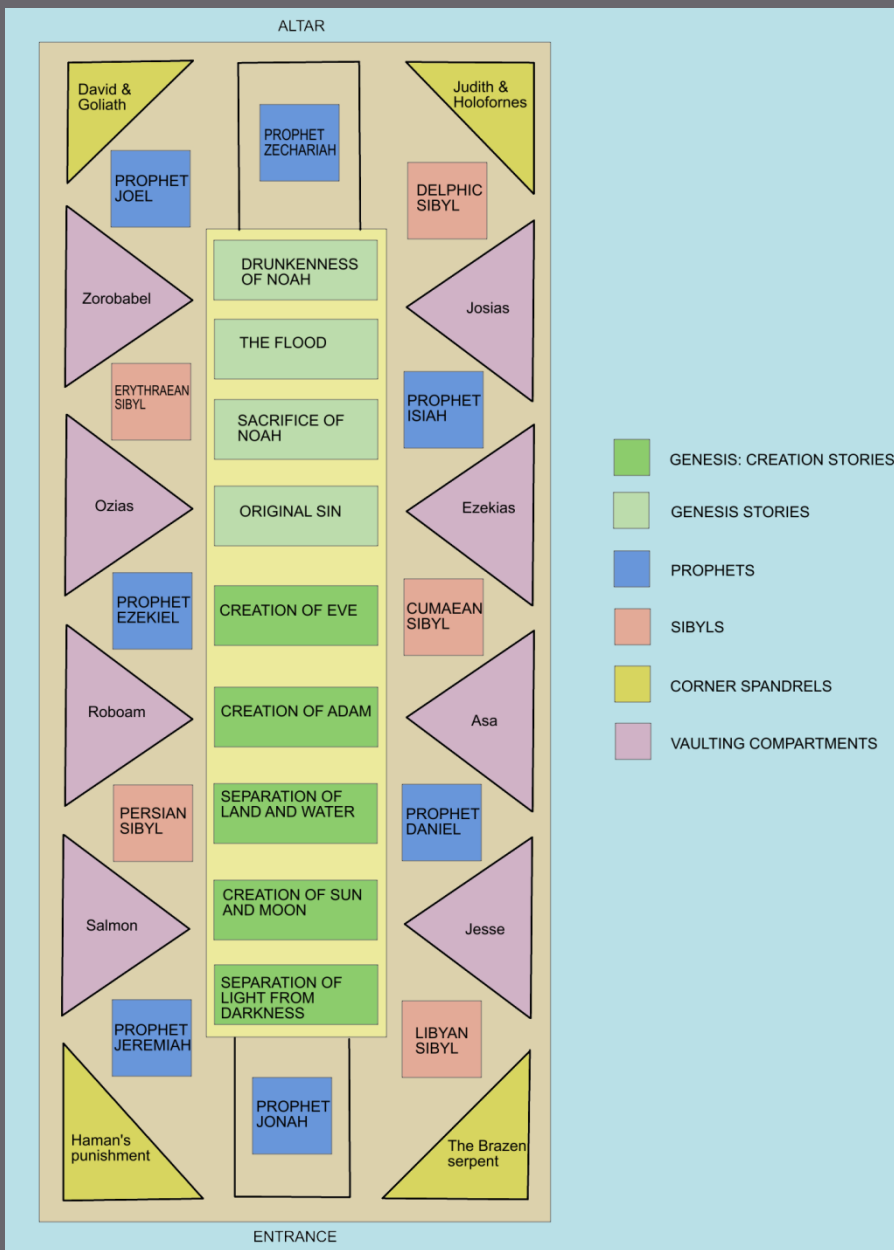 ALTAR
David &
Goliath
PROPHET
ZECHARIAH
Judith &
Holofornes
PROPHET
JOEL
DELPHIC
SIBYL
DRUNKENNESS
OF NOAH
Zorobabel
Josias
THE FLOOD
ERYTHRAEAN
SIBYL
PROPHET
ISIAH
SACRIFICE OF
NOAH
Ozias
ORIGINAL SIN
Ezekias
PROPHET
EZEKIEL
CREATION OF EVE
CUMAEAN
SIBYL
Roboam
CREATION OF ADAM
Asa
PERSIAN
SIBYL
SEPARATION OF
LAND AND WATER
PROPHET
DANIEL
Salmon
CREATION OF SUN
AND MOON
Jesse
PROPHET
JEREMIAH
SEPARATION OF
LIGHT FROM
DARKNESS
LIBYAN
SIBYL
Haman's
punishment
PROPHET
JONAH
The Brazen
serpent
ENTRANCE
GENESIS: CREATION STORIES
GENESIS STORIES
PROPHETS
SIBYLS
CORNER SPANDRELS
VAULTING COMPARTMENTS